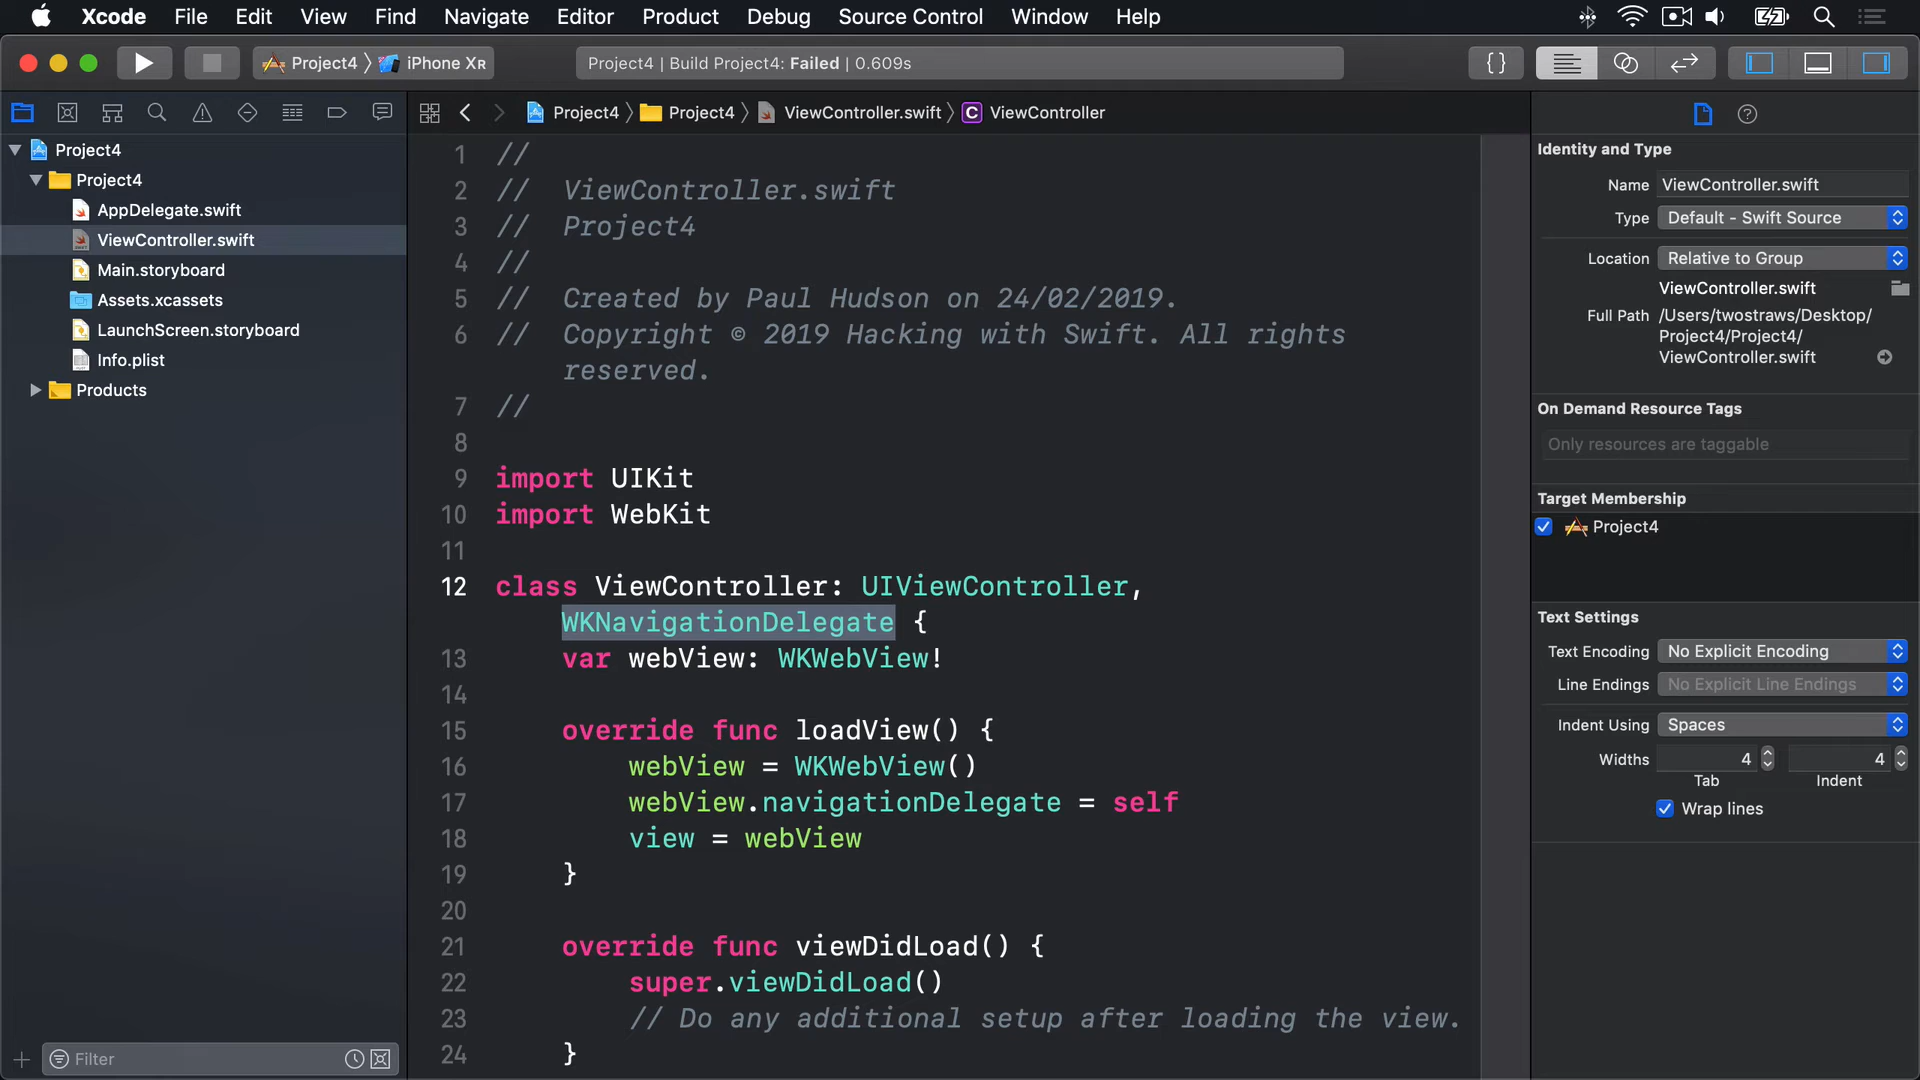 Xcode File Edit View Find Navigate Editor Product Debug Source Control Window Help
Project4 iPhone XR
Project4 | Build Project4: Failed | 0.609s
{}
Project4 Project4 ViewController.swift C ViewController
Project4
Project4
AppDelegate.swift
ViewController.swift
Main.storyboard
Assets.xcassets
LaunchScreen.storyboard
Info.plist
Products
Filter
1 //
2 // ViewController.swift
3 // Project4
4 //
5 // Created by Paul Hudson on 24/02/2019.
6 // Copyright © 2019 Hacking with Swift. All rights
reserved.
7 //
8
9 import UIKit
10 import WebKit
11
12 class ViewController: UIViewController,
WKNavigationDelegate {
13 var webView: WKWebView!
14
15 override func loadView() {
16 webView = WKWebView()
17 webView.navigationDelegate = self
18 view = webView
19 }
20
21 override func viewDidLoad() {
22 super.viewDidLoad()
23 // Do any additional setup after loading the view.
24 }
Identity and Type
Name ViewController.swift
Type Default - Swift Source
Location Relative to Group
ViewController.swift
Full Path /Users/twostraws/Desktop/
Project4/Project4/
ViewController.swift
On Demand Resource Tags
Only resources are taggable
Target Membership
Project4
Text Settings
Text Encoding No Explicit Encoding
Line Endings No Explicit Line Endings
Indent Using Spaces
Widths 4 4
Tab Indent
Wrap lines